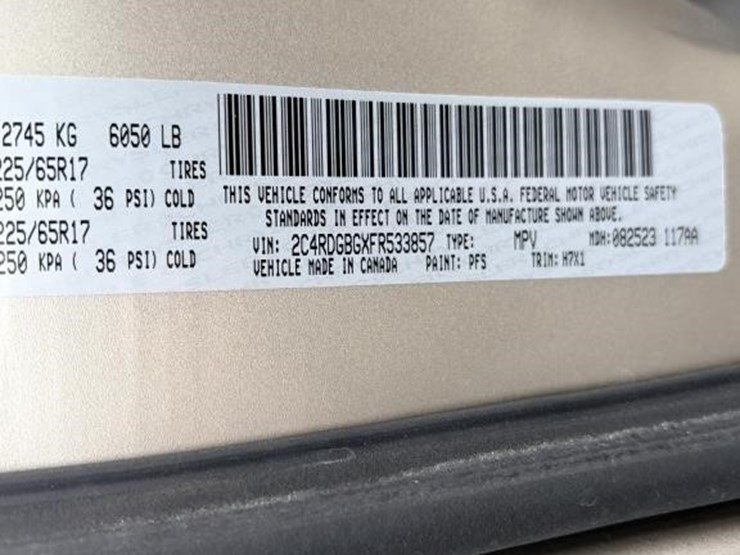 2745 KG 6050 LB
225/65R17 TIRES
250 KPA ( 36 PSI) COLD
225/65R17 TIRES
250 KPA ( 36 PSI) COLD
THIS VEHICLE CONFORMS TO ALL APPLICABLE U.S.A. FEDERAL MOTOR VEHICLE SAFETY
STANDARDS IN EFFECT ON THE DATE OF MANUFACTURE SHOWN ABOVE.
VIN: 2C4RDGBGXFR533857 TYPE: MPV MDH: 082523 117AA
VEHICLE MADE IN CANADA PAINT: PFS TRIM: H7X1